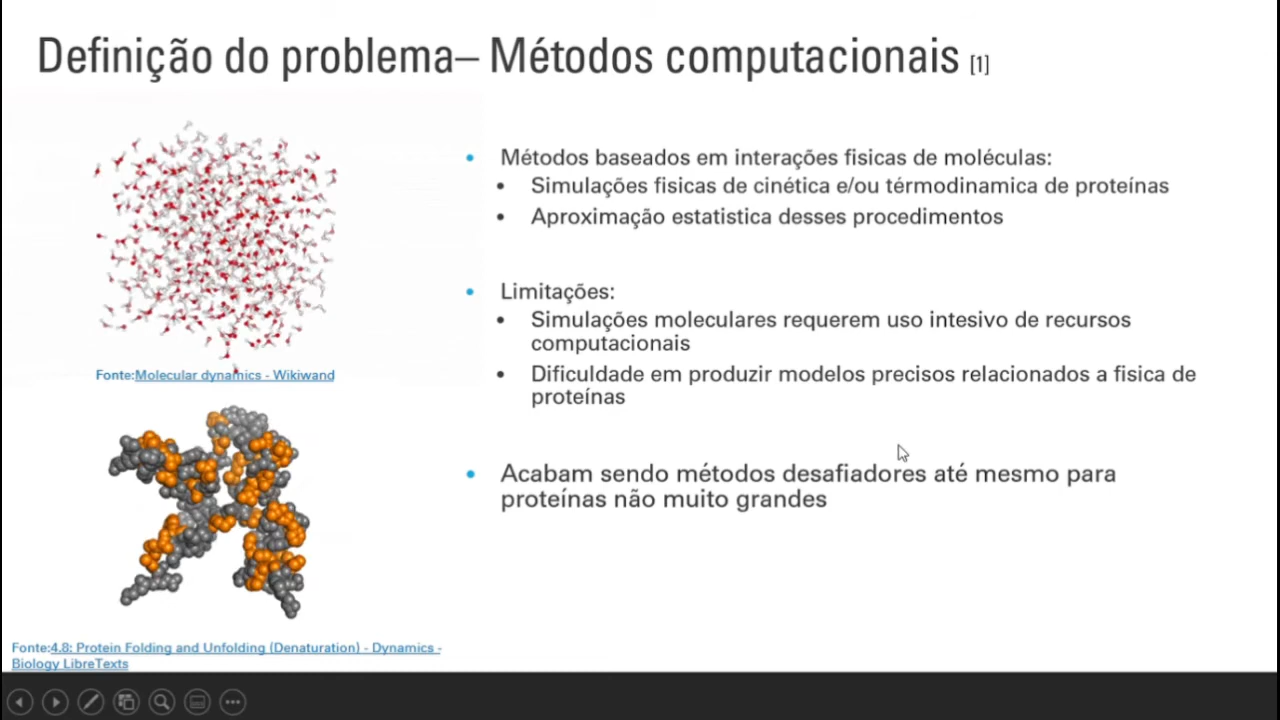 Definição do problema– Métodos computacionais [1]
Métodos baseados em interações fisicas de moléculas:
Simulações fisicas de cinética e/ou térmodinamica de proteínas
Aproximação estatistica desses procedimentos
Limitações:
Simulações moleculares requerem uso intesivo de recursos
computacionais
Dificuldade em produzir modelos precisos relacionados a fisica de
proteínas
Acabam sendo métodos desafiadores até mesmo para
proteínas não muito grandes
Fonte:Molecular dynamics - Wikiwand
Fonte:4.8: Protein Folding and Unfolding (Denaturation) - Dynamics -
Biology LibreTexts